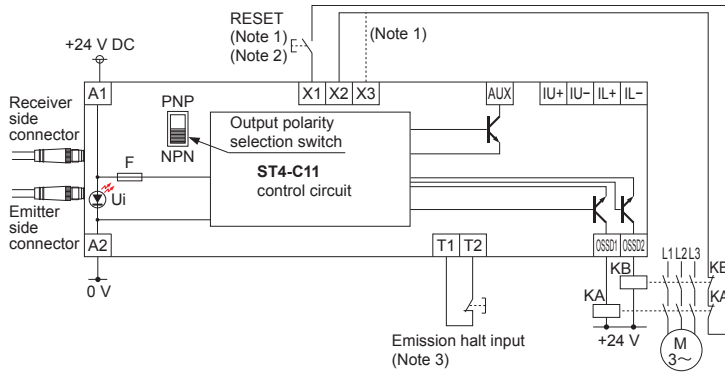 RESET
(Note 1)
(Note 2)
(Note 1)
+24 V DC
A1
X1
X2
X3
AUX
IU+
IU−
IL+
IL−
Receiver
side
connector
PNP
NPN
Output polarity
selection switch
ST4-C11
control circuit
F
Ui
Emitter
side
connector
A2
T1
T2
OSSD1
OSSD2
0 V
Emission halt input
(Note 3)
KB
KA
+24 V
L1
L2
L3
KB
KA
M
3~